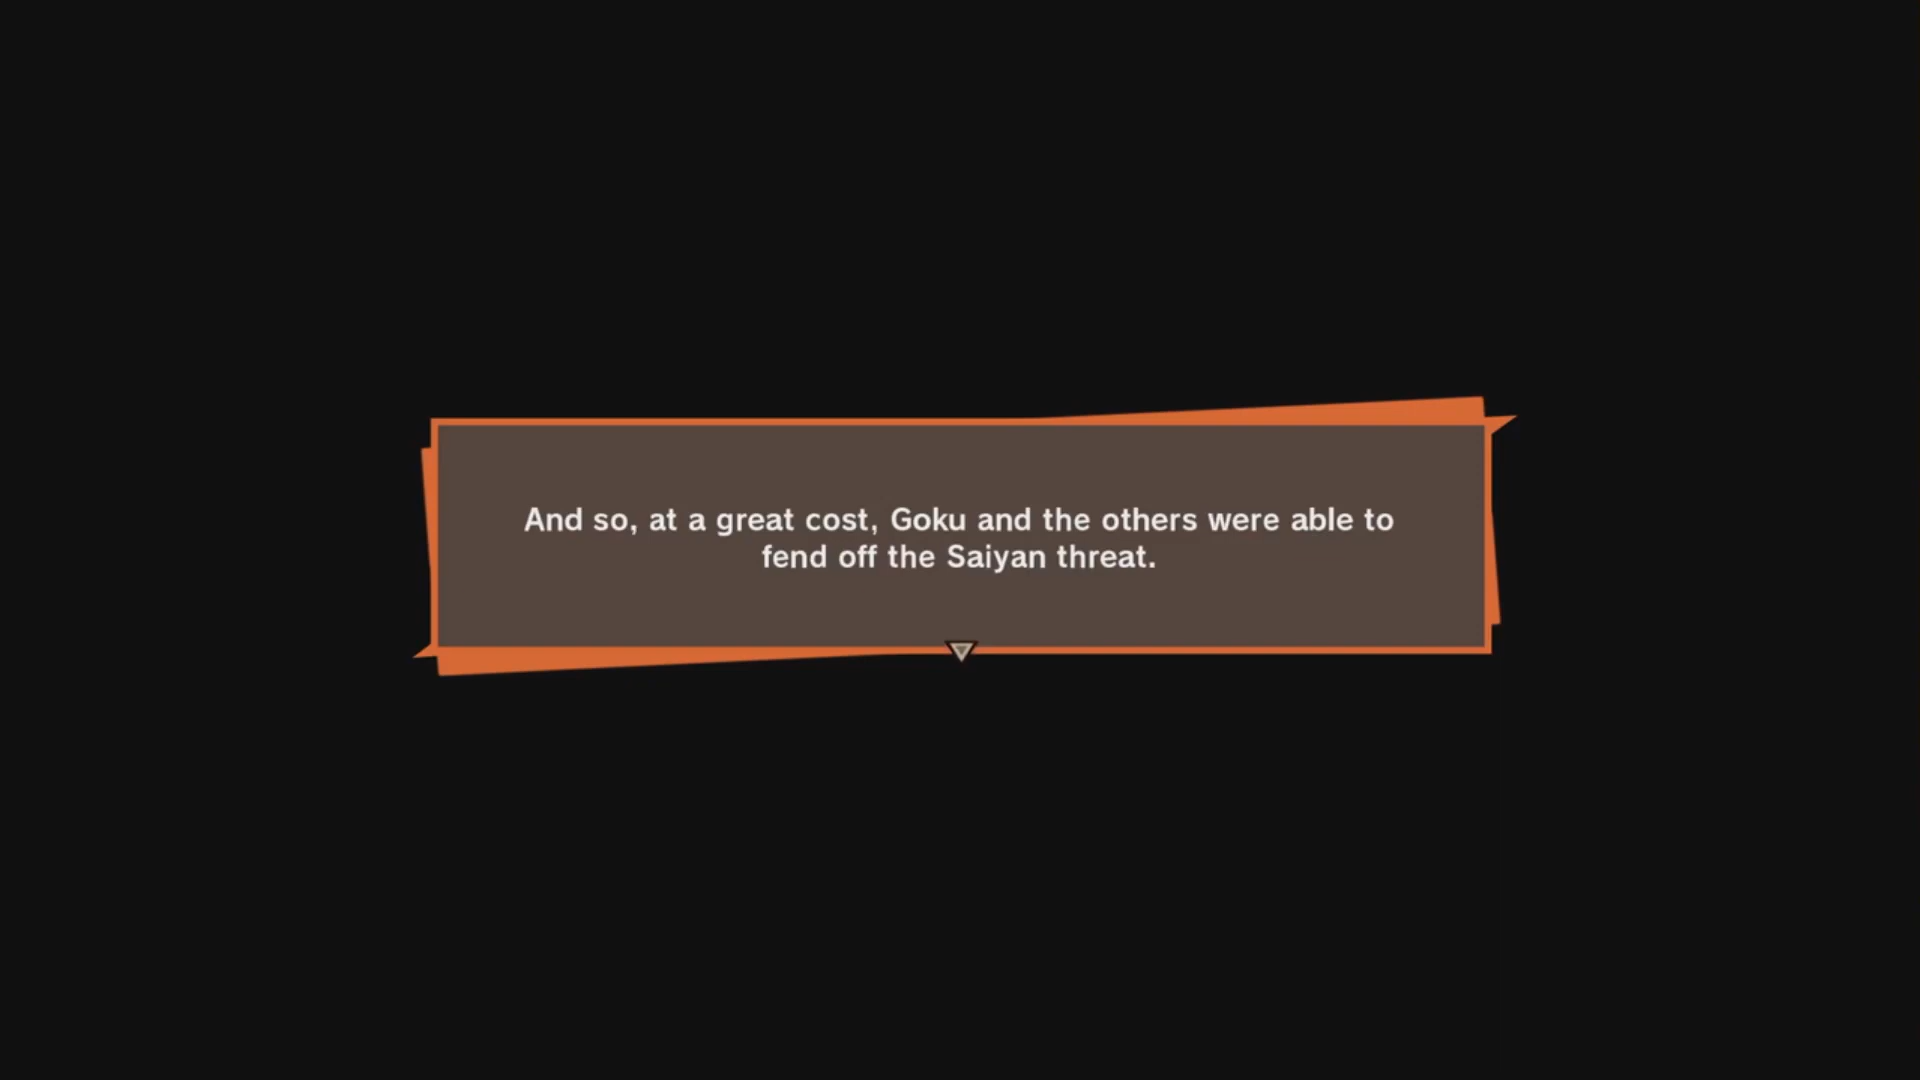 And so, at a great cost, Goku and the others were able to
fend off the Saiyan threat.